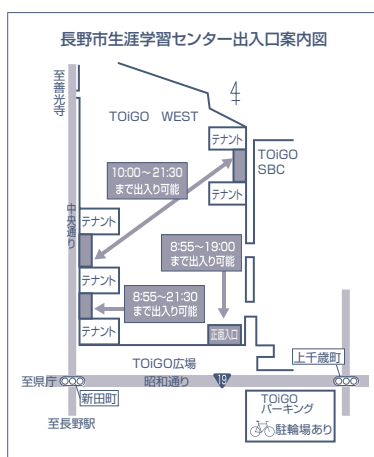 長野市生涯学習センター出入口案内図
至善光寺
4
TOiGO WEST
テナント
TOiGO
SBC
テナント
10:00～21:30
まで出入り可能
中央通り
テナント
8:55～19:00
まで出入り可能
テナント
8:55～21:30
まで出入り可能
テナント
正面入口
TOiGO広場
上千歳町
至県庁
昭和通り
19
新田町
TOiGO
パーキング
駐輪場あり
至長野駅